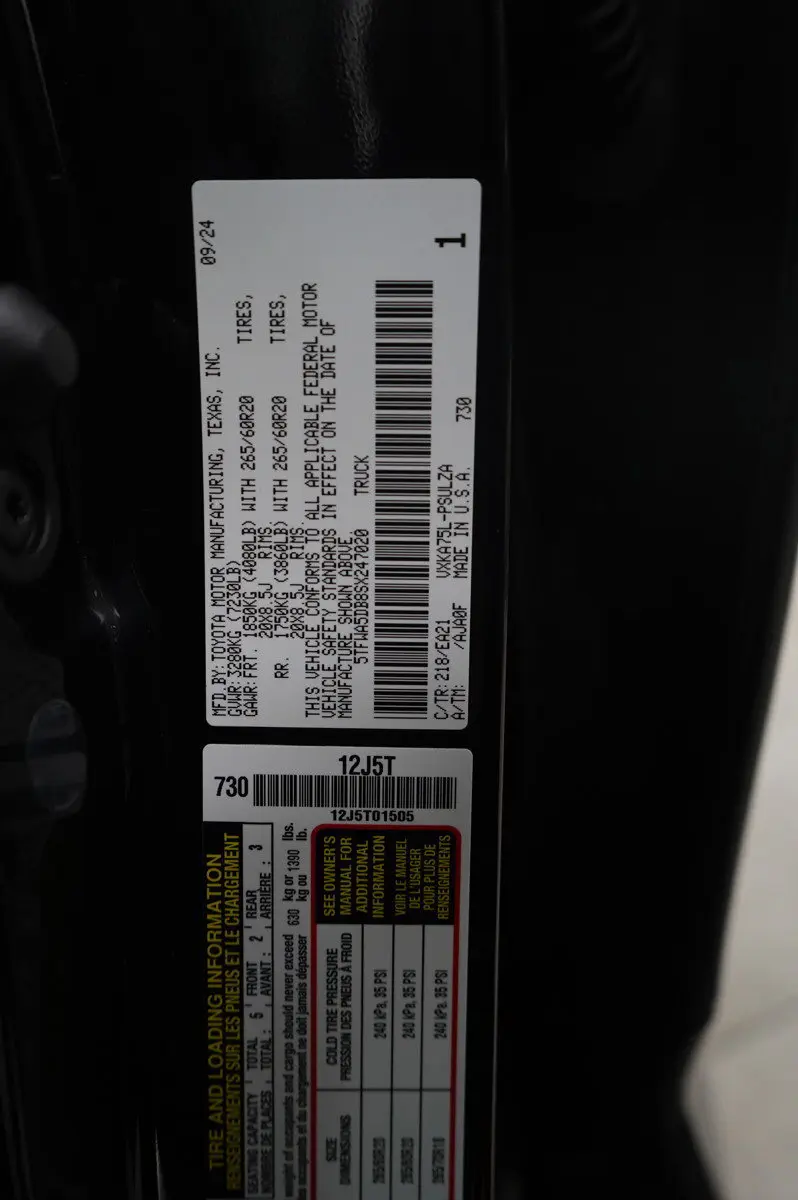 09/24
MFD.BY:TOYOTA MOTOR MANUFACTURING, TEXAS, INC.
GVWR:3280KG (7230LB)
GAWR:FRT. 1850KG (4080LB) WITH 265/60R20 TIRES,
20X8.5J RIMS.
RR. 1750KG (3860LB) WITH 265/60R20 TIRES,
20X8.5J RIMS.
THIS VEHICLE CONFORMS TO ALL APPLICABLE FEDERAL MOTOR
VEHICLE SAFETY STANDARDS IN EFFECT ON THE DATE OF
MANUFACTURE SHOWN ABOVE.
5TFWA5DB8SX247020 TRUCK
1
C/TR:218/EA21 VXKA75L-PSULZA
A/TM: /AJA0F MADE IN U.S.A. 730
730
12J5T
12J5T01505
TIRE AND LOADING INFORMATION
RENSEIGNEMENTS SUR LES PNEUS ET LE CHARGEMENT
SEATING CAPACITY TOTAL 5 FRONT 2 REAR 3
NOMBRE DE PLACES TOTAL : AVANT : ARRIÈRE :
weight of occupants and cargo should never exceed 630 kg or 1390 lbs.
des occupants et du chargement ne doit jamais dépasser kg ou lb.
SIZE
DIMENSIONS
COLD TIRE PRESSURE
PRESSION DES PNEUS À FROID
265/60R20 240 kPa, 35 PSI
265/60R20 240 kPa, 35 PSI
265/70R18 240 kPa, 35 PSI
SEE OWNER'S
MANUAL FOR
ADDITIONAL
INFORMATION
VOIR LE MANUEL
DE L'USAGER
POUR PLUS DE
RENSEIGNEMENTS